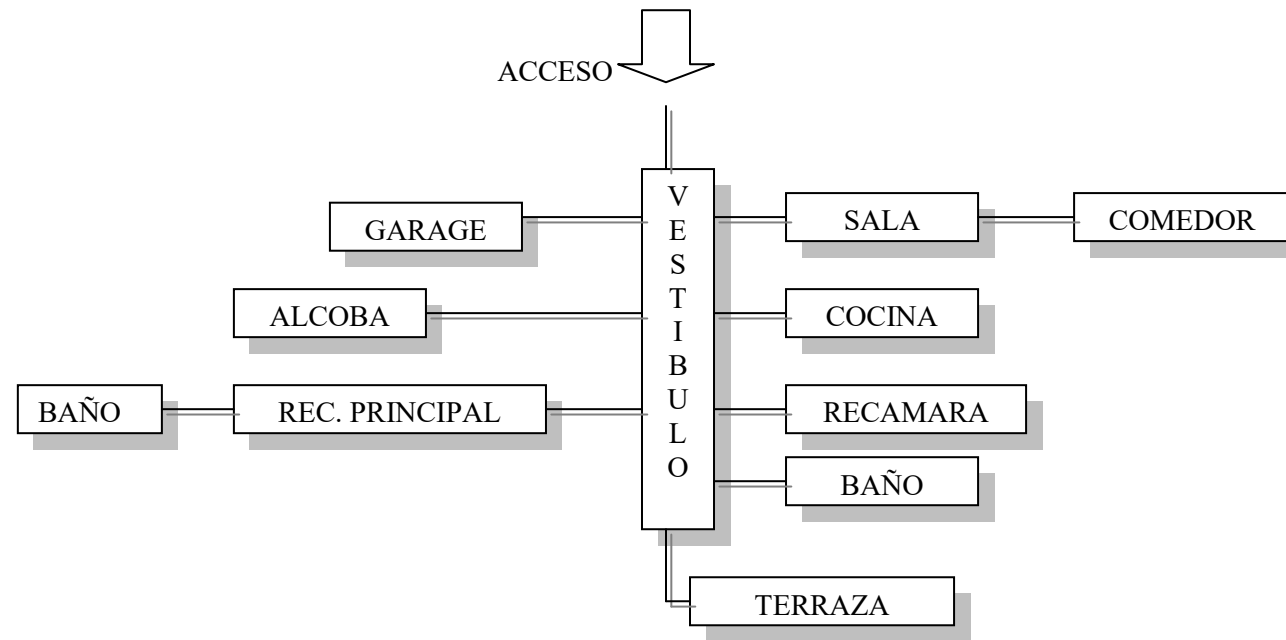 ACCESO
VESTIBULO
GARAGE
SALA
COMEDOR
ALCOBA
COCINA
BAÑO
REC. PRINCIPAL
RECAMARA
BAÑO
TERRAZA